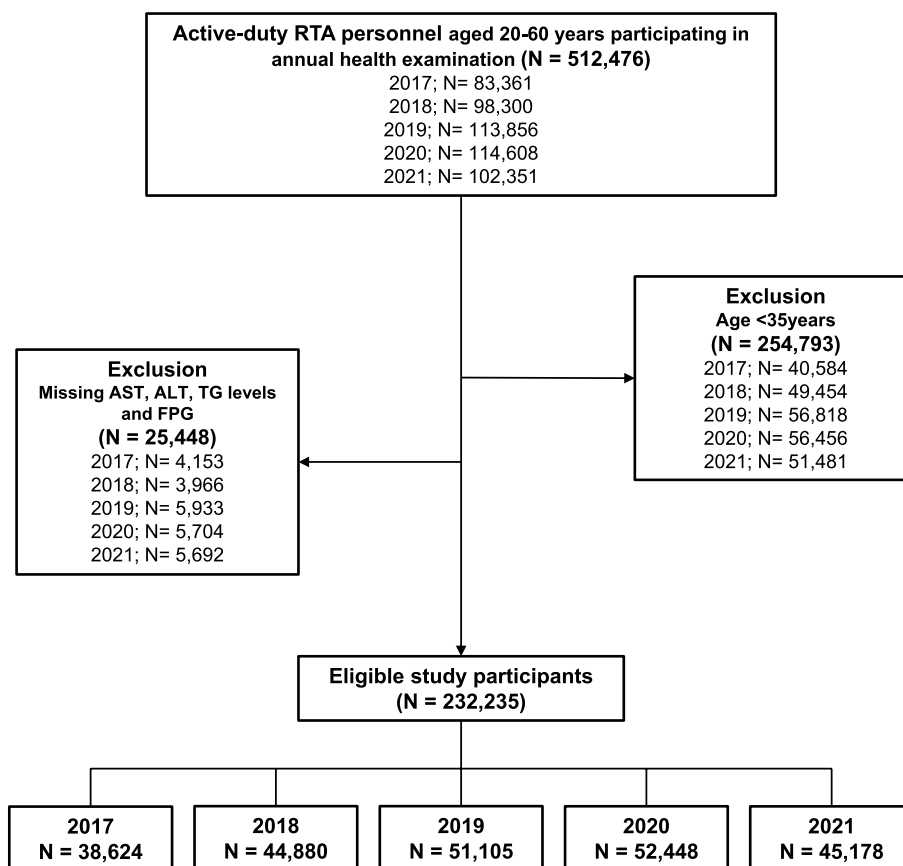 Active-duty RTA personnel aged 20-60 years participating in
annual health examination (N = 512,476)
2017; N= 83,361
2018; N= 98,300
2019; N= 113,856
2020; N= 114,608
2021; N= 102,351
Exclusion
Age <35years
(N = 254,793)
2017; N= 40,584
2018; N= 49,454
2019; N= 56,818
2020; N= 56,456
2021; N= 51,481
Exclusion
Missing AST, ALT, TG levels
and FPG
(N = 25,448)
2017; N= 4,153
2018; N= 3,966
2019; N= 5,933
2020; N= 5,704
2021; N= 5,692
Eligible study participants
(N = 232,235)
2017
N = 38,624
2018
N = 44,880
2019
N = 51,105
2020
N = 52,448
2021
N = 45,178